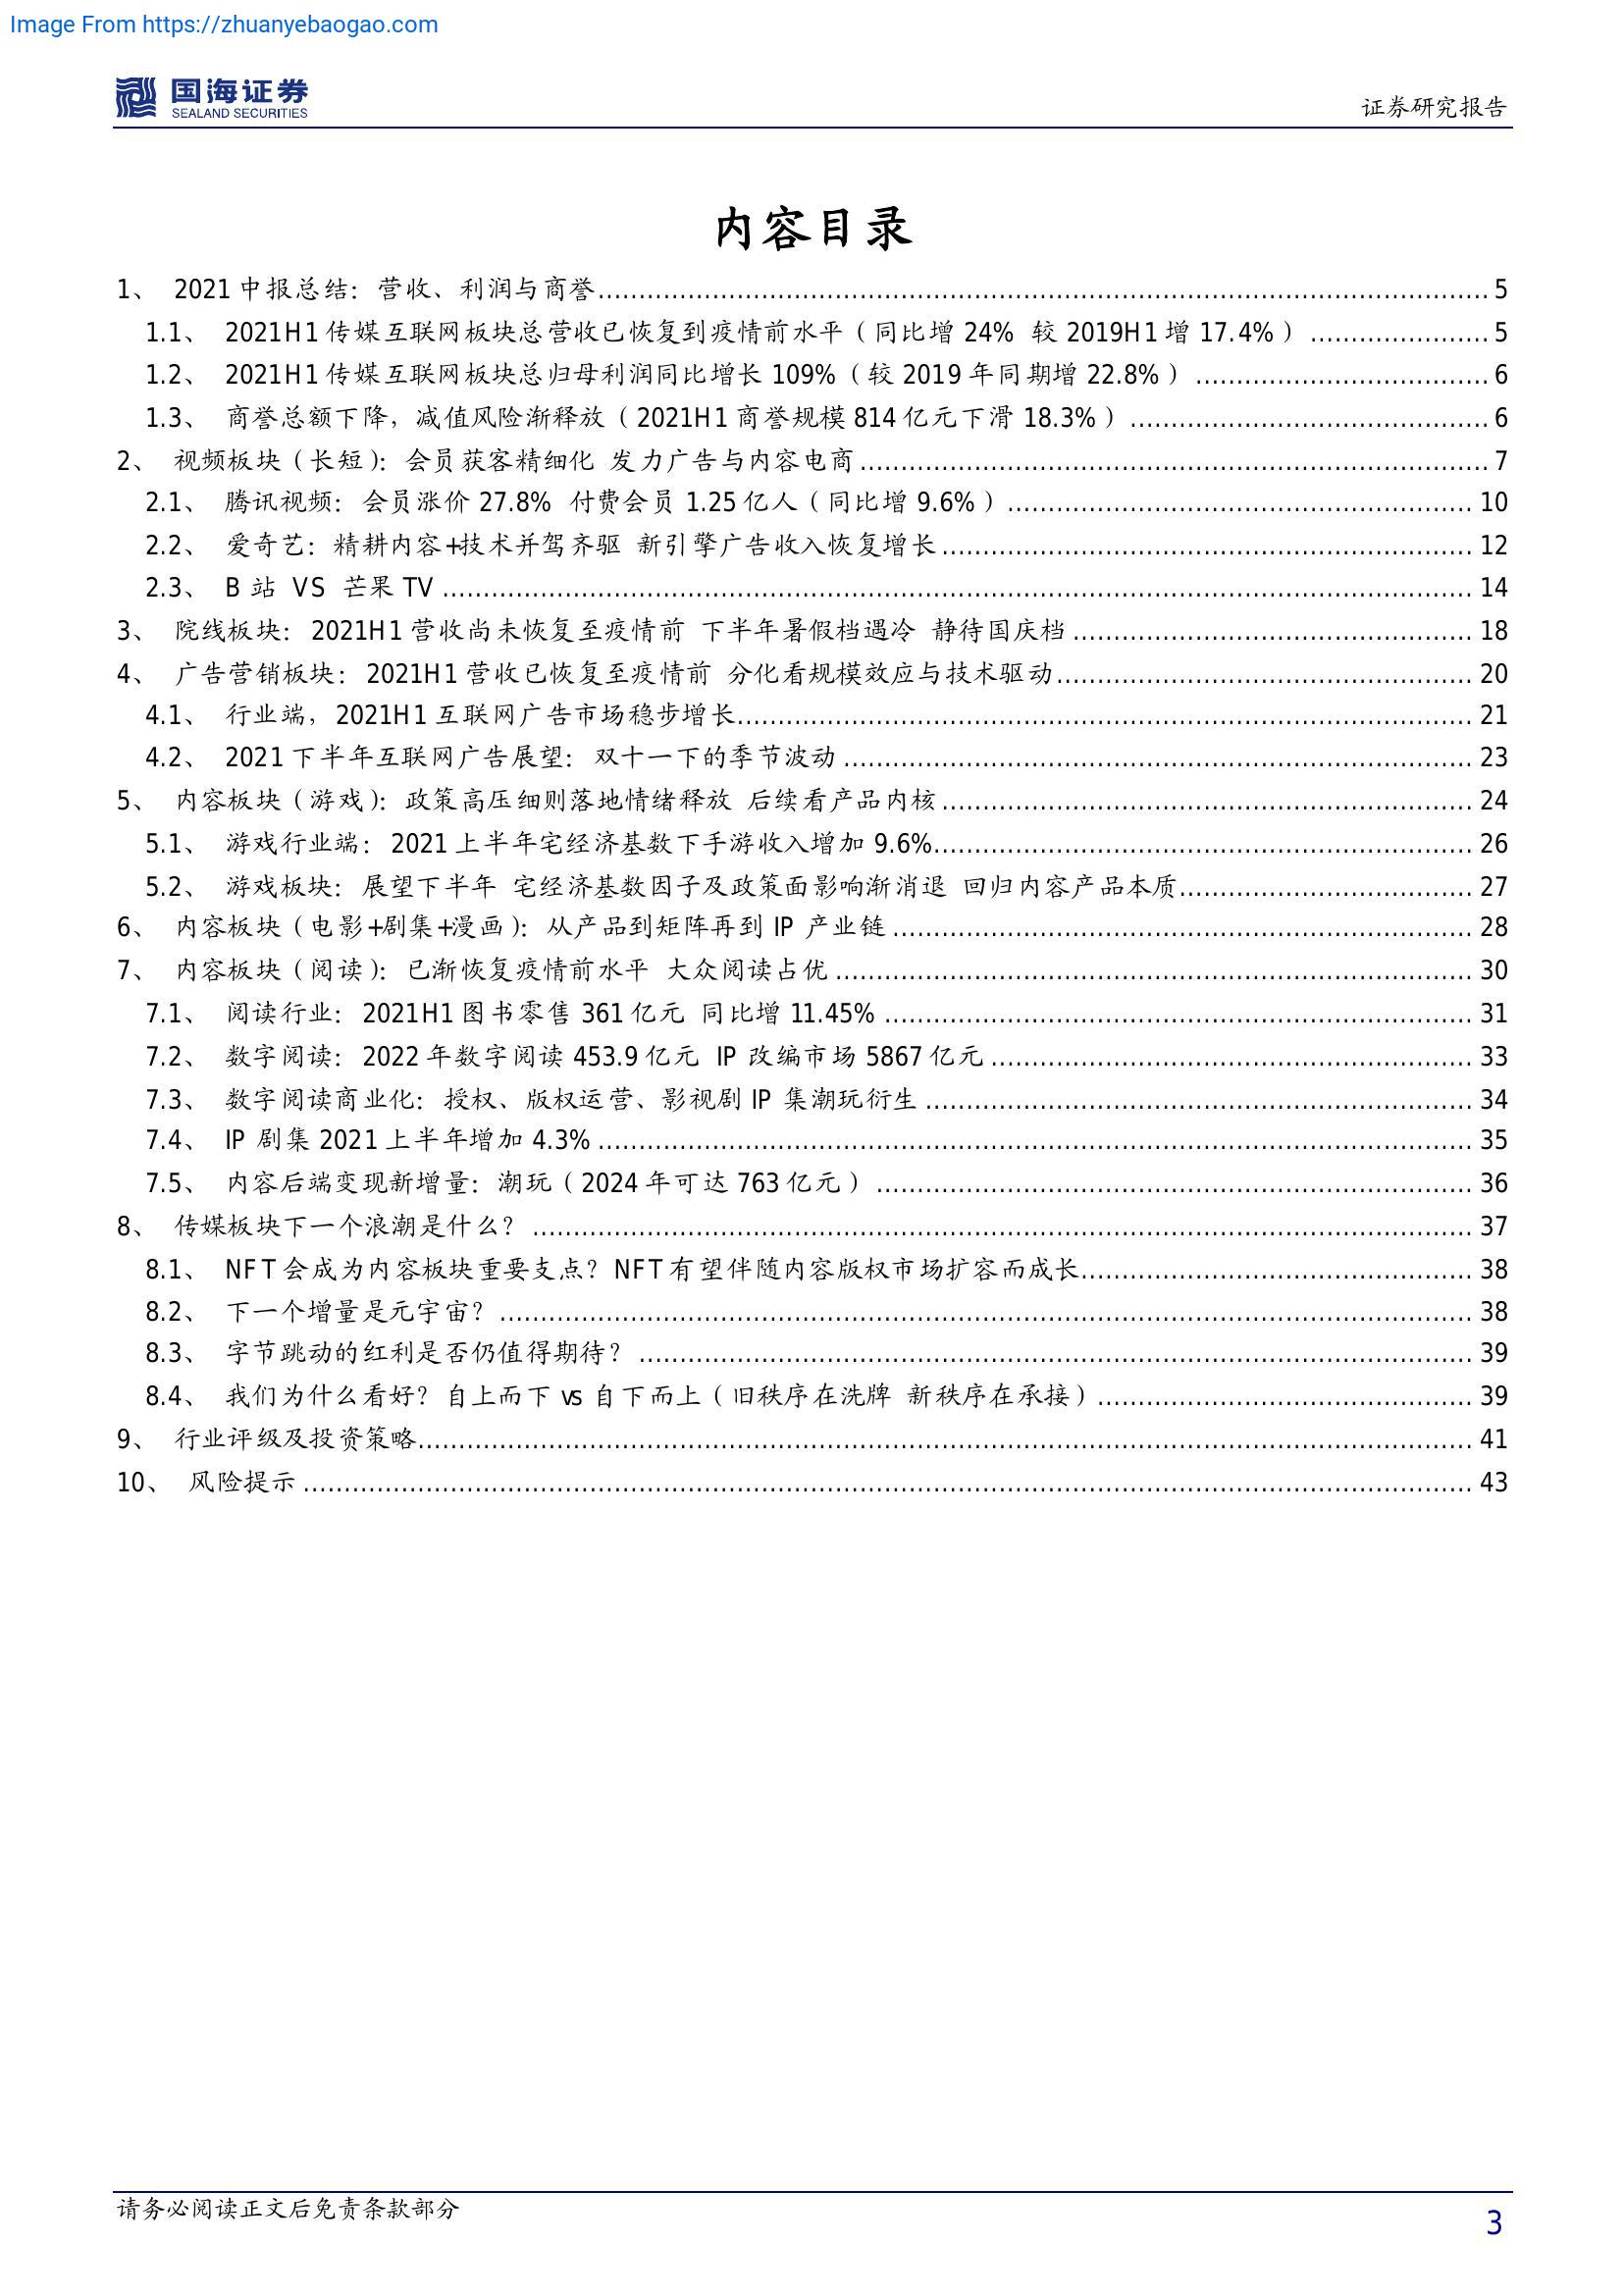 Image From https://zhuanyebaogao.com
国海证券
SEALAND SECURITIES
证券研究报告
内容目录
1、 2021 中报总结：营收、利润与商誉 5
1.1、 2021H1 传媒互联网板块总营收已恢复到疫情前水平（同比增 24% 较 2019H1 增 17.4%） 5
1.2、 2021H1 传媒互联网板块总归母利润同比增长 109%（较 2019 年同期增 22.8%） 6
1.3、 商誉总额下降，减值风险渐释放（2021H1 商誉规模 814 亿元下滑 18.3%） 6
2、 视频板块（长短）：会员获客精细化 发力广告与内容电商 7
2.1、 腾讯视频：会员涨价 27.8% 付费会员 1.25 亿人（同比增 9.6%） 10
2.2、 爱奇艺：精耕内容+技术并驾齐驱 新引擎广告收入恢复增长 12
2.3、 B 站 VS 芒果 TV 14
3、 院线板块：2021H1 营收尚未恢复至疫情前 下半年暑假档遇冷 静待国庆档 18
4、 广告营销板块：2021H1 营收已恢复至疫情前 分化看规模效应与技术驱动 20
4.1、 行业端，2021H1 互联网广告市场稳步增长 21
4.2、 2021 下半年互联网广告展望：双十一下的季节波动 23
5、 内容板块（游戏）：政策高压细则落地情绪释放 后续看产品内核 24
5.1、 游戏行业端：2021 上半年宅经济基数下手游收入增加 9.6% 26
5.2、 游戏板块：展望下半年 宅经济基数因子及政策面影响渐消退 回归内容产品本质 27
6、 内容板块（电影+剧集+漫画）：从产品到矩阵再到 IP 产业链 28
7、 内容板块（阅读）：已渐恢复疫情前水平 大众阅读占优 30
7.1、 阅读行业：2021H1 图书零售 361 亿元 同比增 11.45% 31
7.2、 数字阅读：2022 年数字阅读 453.9 亿元 IP 改编市场 5867 亿元 33
7.3、 数字阅读商业化：授权、版权运营、影视剧 IP 集潮玩衍生 34
7.4、 IP 剧集 2021 上半年增加 4.3% 35
7.5、 内容后端变现新增量：潮玩（2024 年可达 763 亿元） 36
8、 传媒板块下一个浪潮是什么？ 37
8.1、 NFT 会成为内容板块重要支点？NFT 有望伴随内容版权市场扩容而成长 38
8.2、 下一个增量是元宇宙？ 38
8.3、 字节跳动的红利是否仍值得期待？ 39
8.4、 我们为什么看好？自上而下 vs 自下而上（旧秩序在洗牌 新秩序在承接） 39
9、 行业评级及投资策略 41
10、 风险提示 43
请务必阅读正文后免责条款部分
3